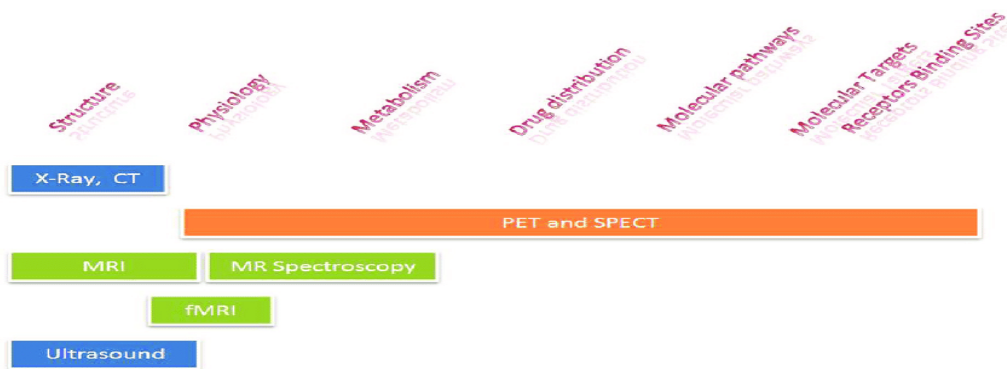 Structure
Physiology
Metabolism
Drug distribution
Molecular pathways
Molecular Targets
Receptors Binding Sites
X-Ray, CT
PET and SPECT
MRI
MR Spectroscopy
fMRI
Ultrasound